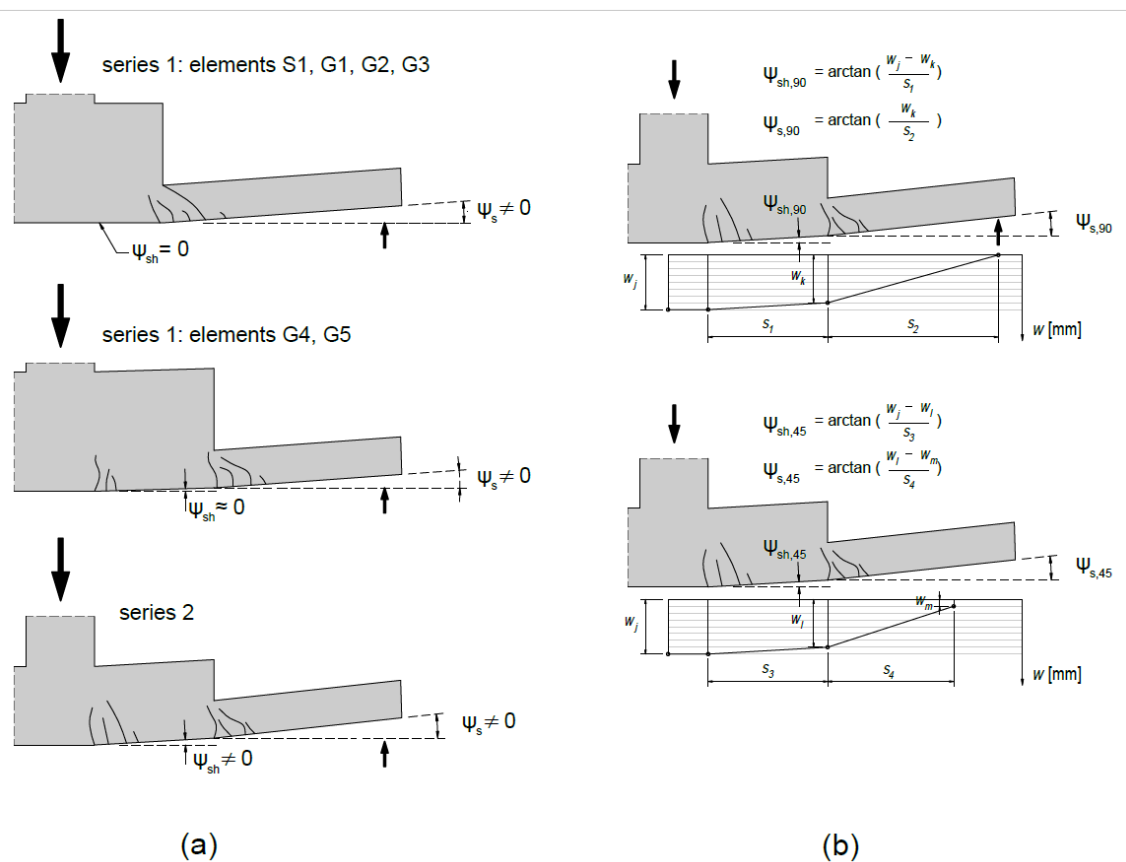 series 1: elements S1, G1, G2, G3
ψs ≠ 0
ψsh = 0
series 1: elements G4, G5
ψs ≠ 0
ψsh ≈ 0
series 2
ψs ≠ 0
ψsh ≠ 0
(a)
ψsh,90 = arctan ( wj − wk / s1 )
ψs,90 = arctan ( wk / s2 )
ψsh,90
ψs,90
wj
wk
s1
s2
w [mm]
ψsh,45 = arctan ( wj − wl / s3 )
ψs,45 = arctan ( wl − wm / s4 )
ψsh,45
ψs,45
wm
wj
wl
s3
s4
w [mm]
(b)